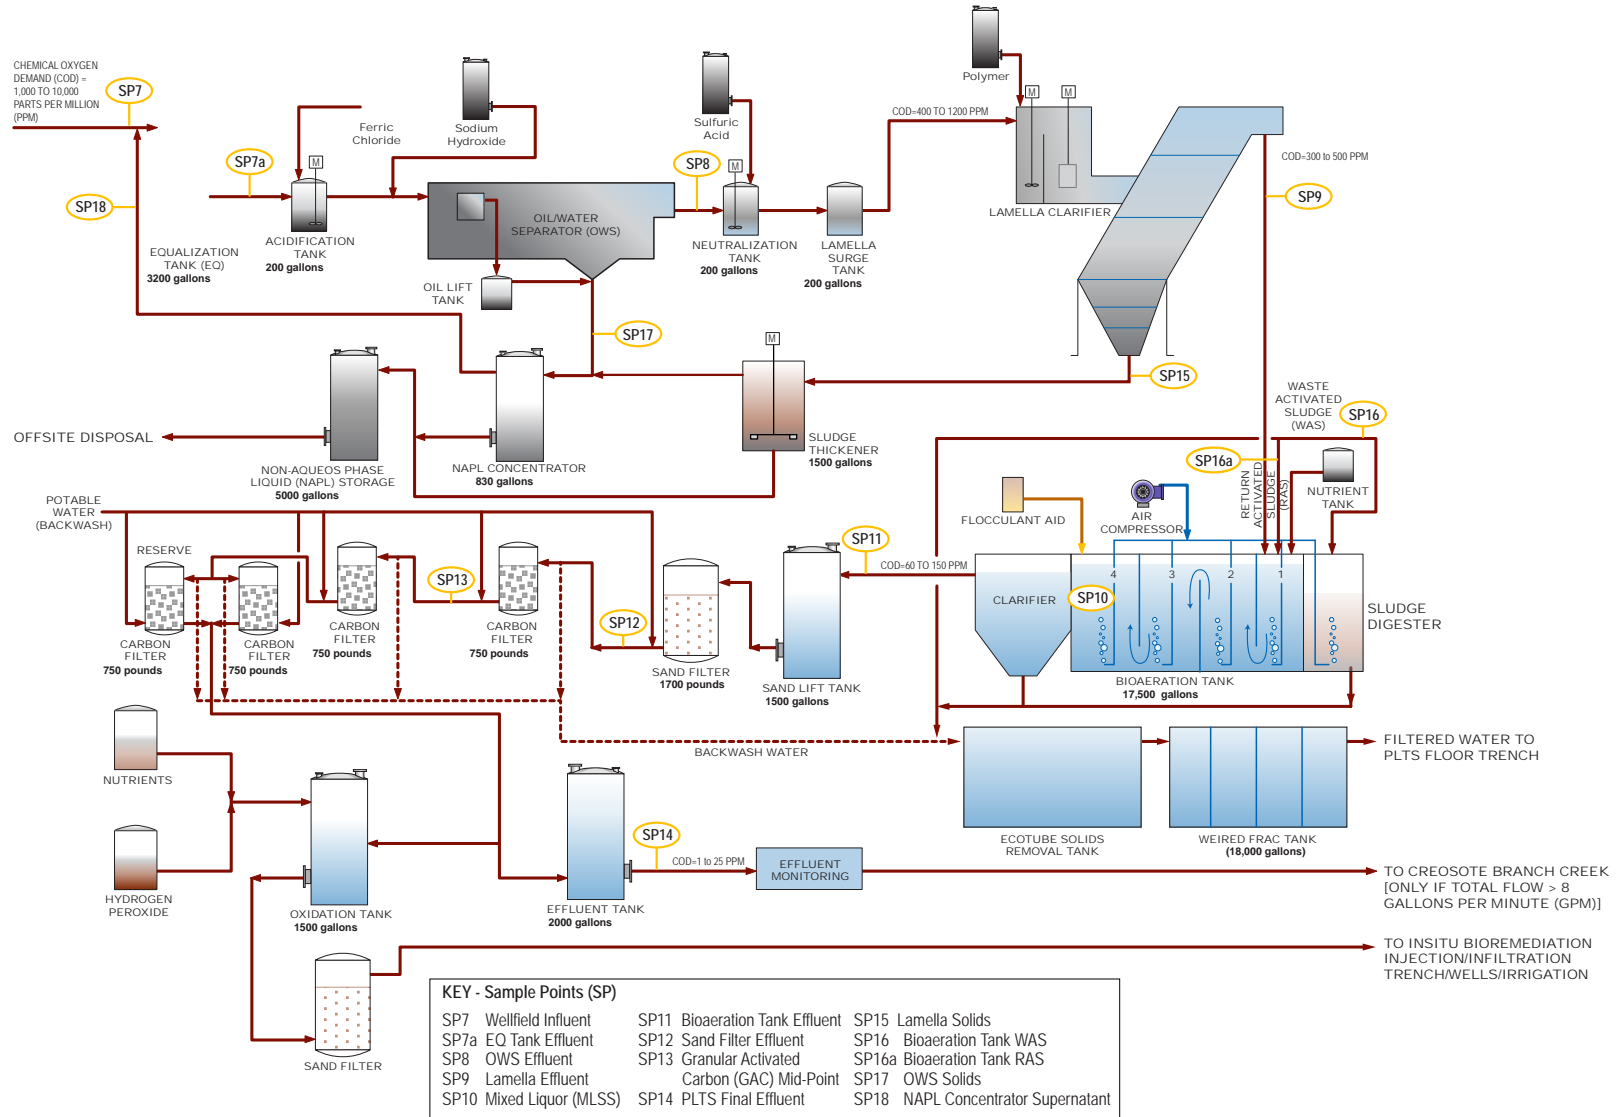 Polymer
CHEMICAL OXYGEN
DEMAND (COD) =
1,000 TO 10,000
PARTS PER MILLION
(PPM)
SP7
Ferric
Chloride
Sodium
Hydroxide
Sulfuric
Acid
COD=400 TO 1200 PPM
M
M
COD=300 to 500 PPM
SP7a
M
SP8
M
SP9
SP18
LAMELLA CLARIFIER
OIL/WATER
SEPARATOR (OWS)
EQUALIZATION
TANK (EQ)
3200 gallons
ACIDIFICATION
TANK
200 gallons
NEUTRALIZATION
TANK
200 gallons
LAMELLA
SURGE
TANK
200 gallons
OIL LIFT
TANK
SP17
M
SP15
WASTE
ACTIVATED
SLUDGE
(WAS)
SP16
OFFSITE DISPOSAL
NON-AQUEOS PHASE
LIQUID (NAPL) STORAGE
5000 gallons
NAPL CONCENTRATOR
830 gallons
SLUDGE
THICKENER
1500 gallons
SP16a
RETURN
ACTIVATED
SLUDGE
(RAS)
NUTRIENT
TANK
POTABLE
WATER
(BACKWASH)
FLOCCULANT AID
AIR
COMPRESSOR
RESERVE
SP11
COD=60 TO 150 PPM
SP13
CLARIFIER
SP10
4
3
2
1
SLUDGE
DIGESTER
SP12
CARBON
FILTER
750 pounds
CARBON
FILTER
750 pounds
CARBON
FILTER
750 pounds
CARBON
FILTER
750 pounds
SAND FILTER
1700 pounds
SAND LIFT TANK
1500 gallons
BIOAERATION TANK
17,500 gallons
BACKWASH WATER
FILTERED WATER TO
PLTS FLOOR TRENCH
NUTRIENTS
ECOTUBE SOLIDS
REMOVAL TANK
WEIRED FRAC TANK
(18,000 gallons)
SP14
COD=1 to 25 PPM
EFFLUENT
MONITORING
TO CREOSOTE BRANCH CREEK
[ONLY IF TOTAL FLOW > 8
GALLONS PER MINUTE (GPM)]
HYDROGEN
PEROXIDE
OXIDATION TANK
1500 gallons
EFFLUENT TANK
2000 gallons
TO INSITU BIOREMEDIATION
INJECTION/INFILTRATION
TRENCH/WELLS/IRRIGATION
SAND FILTER
KEY - Sample Points (SP)
SP7 Wellfield Influent
SP7a EQ Tank Effluent
SP8 OWS Effluent
SP9 Lamella Effluent
SP10 Mixed Liquor (MLSS)
SP11 Bioaeration Tank Effluent
SP12 Sand Filter Effluent
SP13 Granular Activated
Carbon (GAC) Mid-Point
SP14 PLTS Final Effluent
SP15 Lamella Solids
SP16 Bioaeration Tank WAS
SP16a Bioaeration Tank RAS
SP17 OWS Solids
SP18 NAPL Concentrator Supernatant